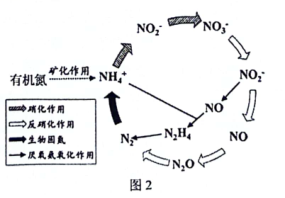 NO₂⁻
NO₃⁻
矿化作用
有机氮
NH₄⁺
NO₂⁻
NO
N₂
N₂H₄
NO
N₂O
硝化作用
反硝化作用
生物固氮
厌氧氨氧化作用
图2